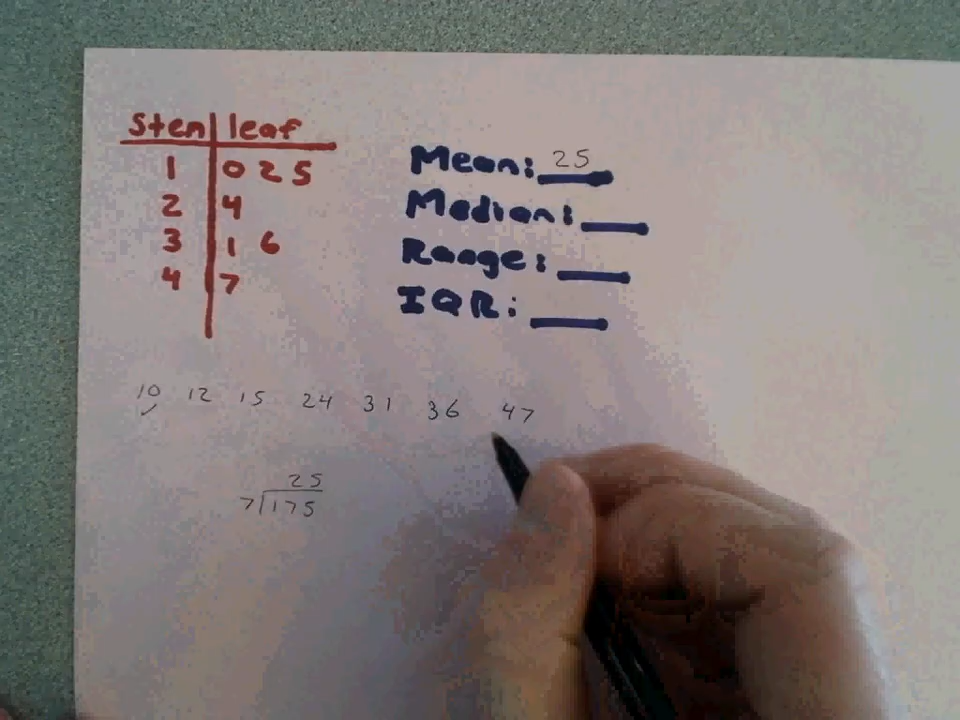 Stem | leaf
1 | 0 2 5
2 | 4
3 | 1 6
4 | 7
Mean: 25
Median:
Range:
IQR:
10 12 15 24 31 36 47
25
7 175